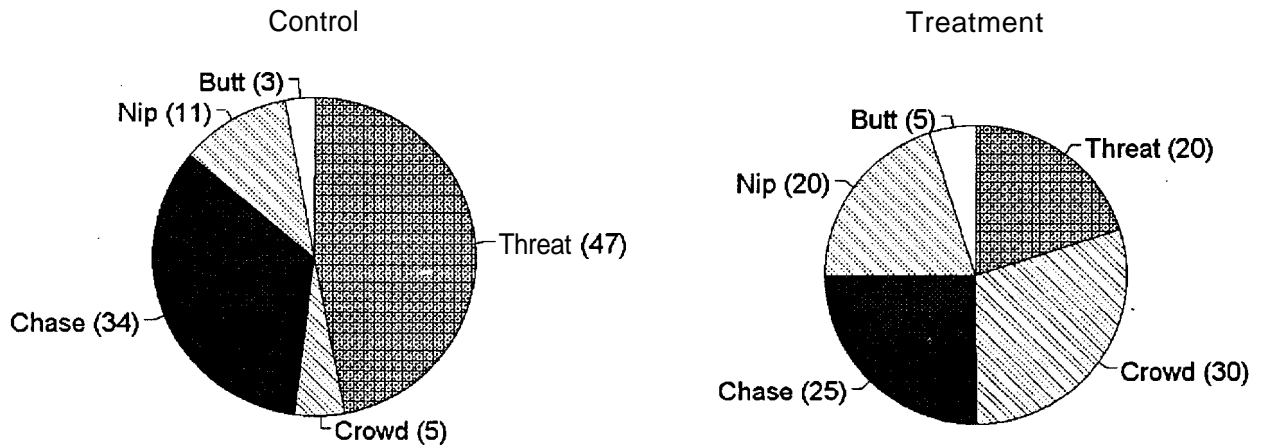 Control
Butt (3)
Nip (11)
Threat (47)
Chase (34)
Crowd (5)
Treatment
Butt (5)
Threat (20)
Nip (20)
Crowd (30)
Chase (25)